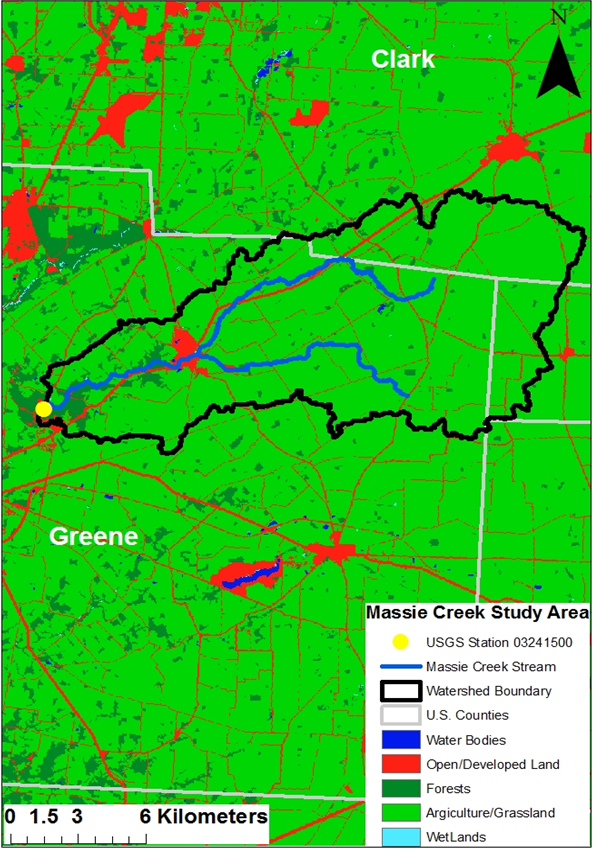 N
Clark
Greene
Massie Creek Study Area
USGS Station 03241500
Massie Creek Stream
Watershed Boundary
U.S. Counties
Water Bodies
Open/Developed Land
Forests
Argiculture/Grassland
WetLands
0 1.5 3 6 Kilometers